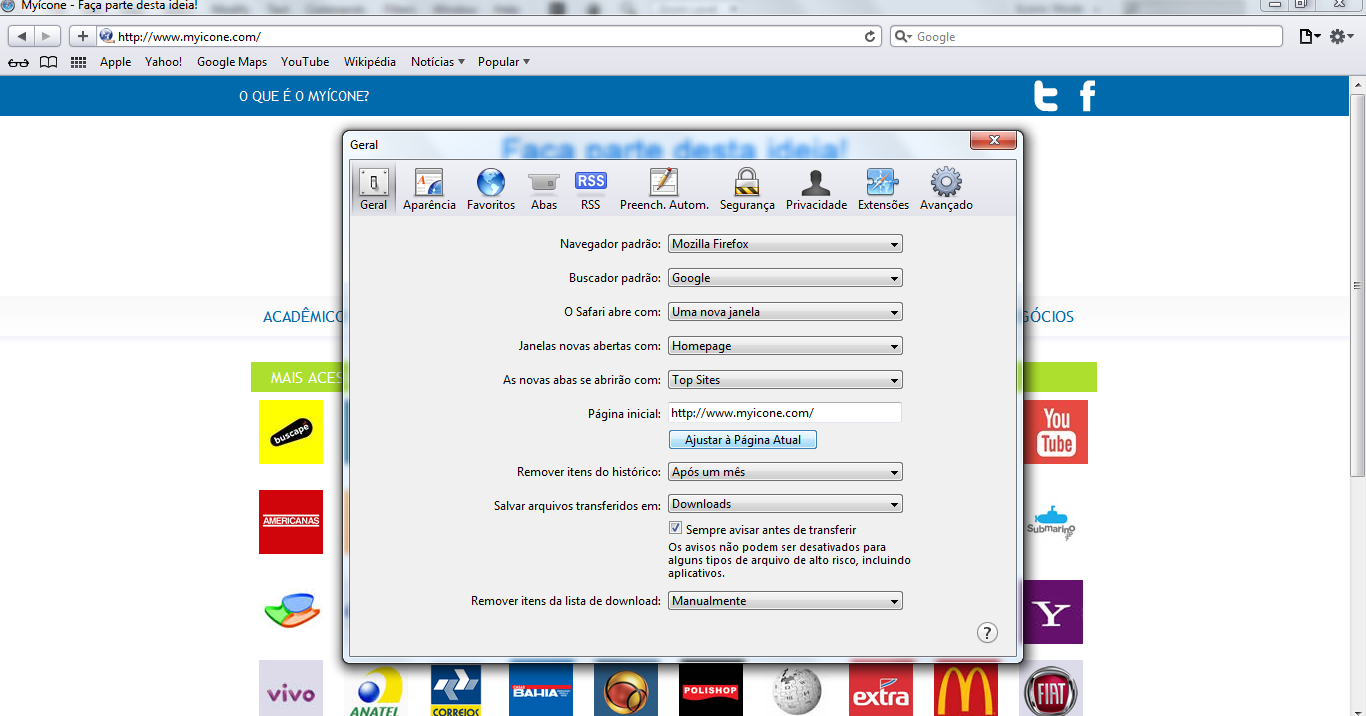 Myícone - Faça parte desta ideia!
http://www.myicone.com/
Google
Apple Yahoo! Google Maps YouTube Wikipédia Notícias Popular
O QUE É O MYÍCONE?
Geral
Faça parte desta ideia!
Geral Aparência Favoritos Abas RSS RSS Preench. Autom. Segurança Privacidade Extensões Avançado
Navegador padrão: Mozilla Firefox
Buscador padrão: Google
O Safari abre com: Uma nova janela
ACADÊMICO GÓCIOS
Janelas novas abertas com: Homepage
MAIS ACES
As novas abas se abrirão com: Top Sites
Página inicial: http://www.myicone.com/
Ajustar à Página Atual
buscapé
You Tube
Remover itens do histórico: Após um mês
Salvar arquivos transferidos em: Downloads
AMERICANAS
Submarino
Sempre avisar antes de transferir
Os avisos não podem ser desativados para
alguns tipos de arquivo de alto risco, incluindo
aplicativos.
Remover itens da lista de download: Manualmente
Y
?
vivo
ANATEL
CORREIOS
CASAS BAHIA
POLISHOP
extra
FIAT